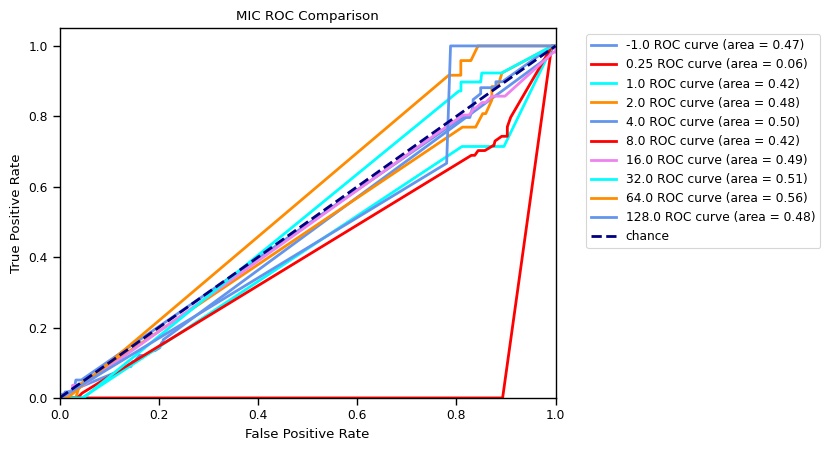 MIC ROC Comparison
1.0
0.8
0.6
0.4
0.2
0.0
True Positive Rate
0.0 0.2 0.4 0.6 0.8 1.0
False Positive Rate
-1.0 ROC curve (area = 0.47)
0.25 ROC curve (area = 0.06)
1.0 ROC curve (area = 0.42)
2.0 ROC curve (area = 0.48)
4.0 ROC curve (area = 0.50)
8.0 ROC curve (area = 0.42)
16.0 ROC curve (area = 0.49)
32.0 ROC curve (area = 0.51)
64.0 ROC curve (area = 0.56)
128.0 ROC curve (area = 0.48)
chance